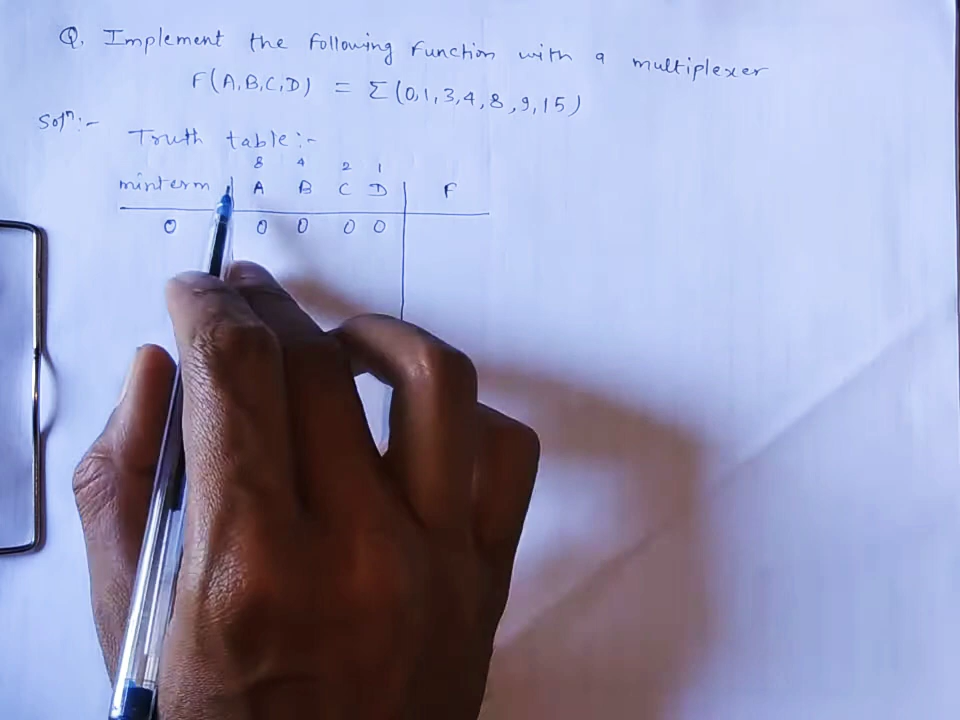 Q. Implement the following function with a multiplexer
F(A,B,C,D) = Σ(0,1,3,4,8,9,15)
Solⁿ:-
Truth table:-
8 4 2 1
minterm A B C D F
0 0 0 0 0